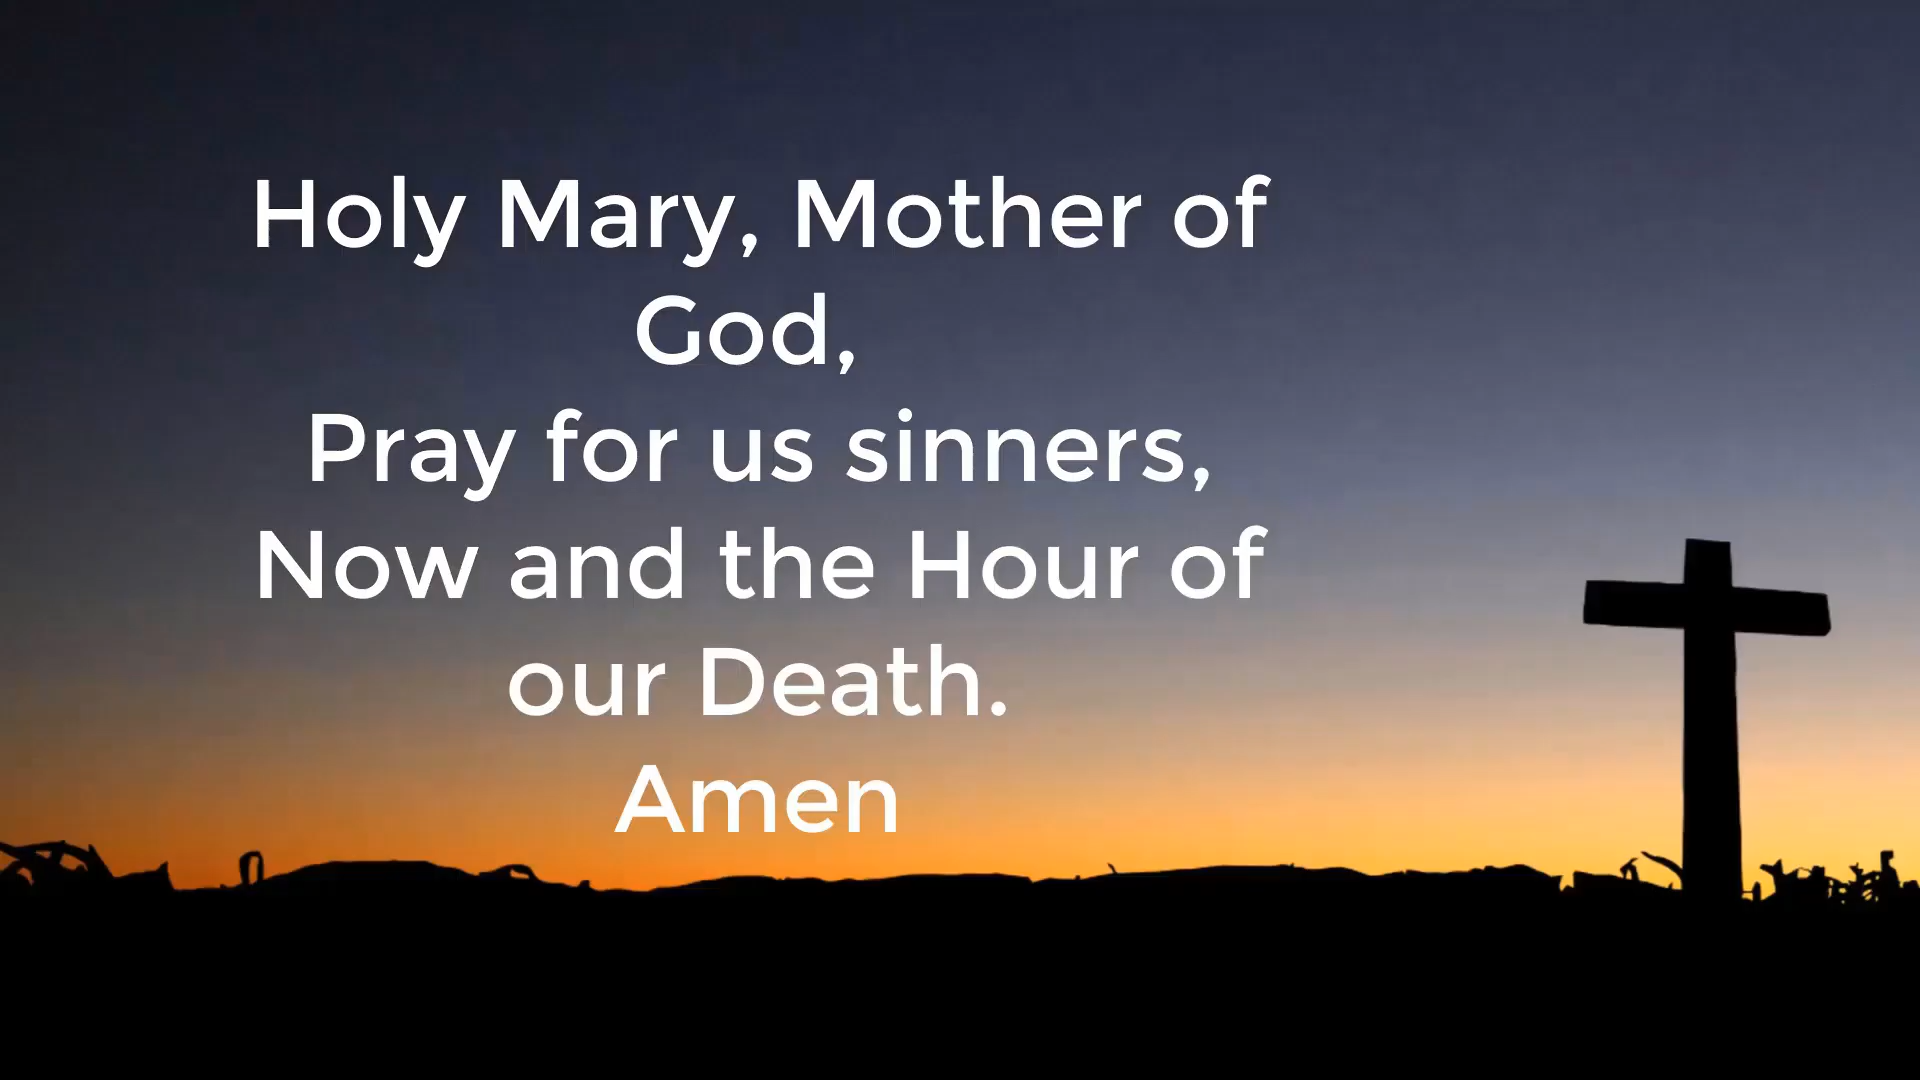 Holy Mary, Mother of
God,
Pray for us sinners,
Now and the Hour of
our Death.
Amen